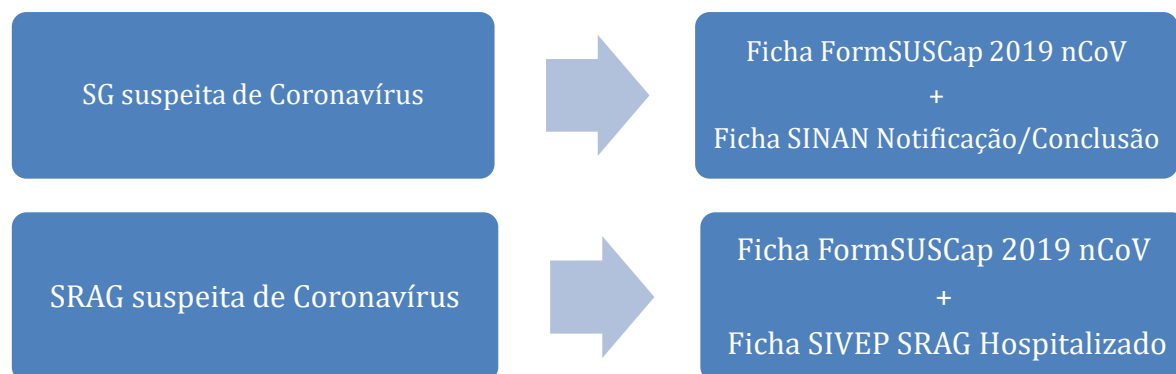 SG suspeita de Coronavírus
Ficha FormSUSCap 2019 nCoV
+
Ficha SINAN Notificação/Conclusão
SRAG suspeita de Coronavírus
Ficha FormSUSCap 2019 nCoV
+
Ficha SIVEP SRAG Hospitalizado